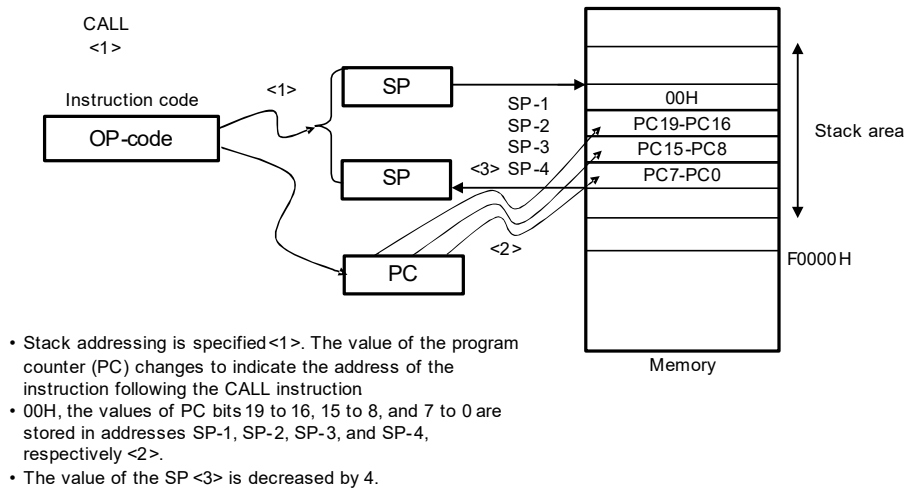 CALL
<1>
Instruction code
OP-code
<1>
SP
SP
PC
SP-1
SP-2
SP-3
<3> SP-4
<2>
00H
PC19-PC16
PC15-PC8
PC7-PC0
Stack area
F0000H
Memory
• Stack addressing is specified <1>. The value of the program
counter (PC) changes to indicate the address of the
instruction following the CALL instruction
• 00H, the values of PC bits 19 to 16, 15 to 8, and 7 to 0 are
stored in addresses SP-1, SP-2, SP-3, and SP-4,
respectively <2>.
• The value of the SP <3> is decreased by 4.